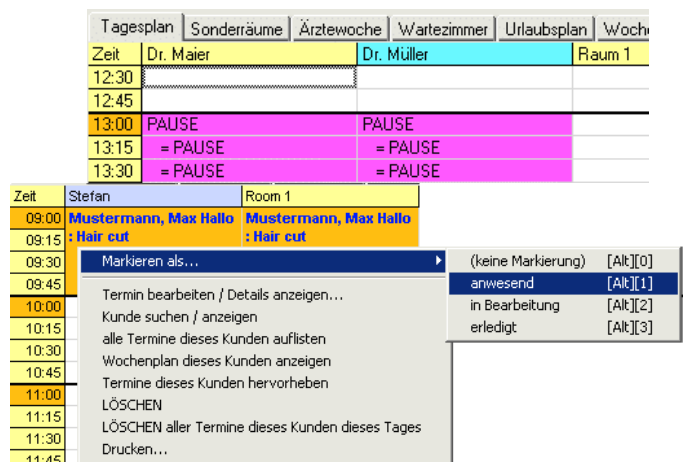 Tagesplan Sonderräume Ärztewoche Wartezimmer Urlaubsplan
Zeit Dr. Maier Dr. Müller Raum 1
12:30
12:45
13:00 PAUSE PAUSE
13:15 = PAUSE = PAUSE
13:30 = PAUSE = PAUSE
Zeit Stefan Room 1
09:00 Mustermann, Max Hallo Mustermann, Max Hallo
09:15 : Hair cut : Hair cut
09:30 Markieren als... (keine Markierung) [Alt][0]
09:45 anwesend [Alt][1]
Termin bearbeiten / Details anzeigen...
10:00 in Bearbeitung [Alt][2]
Kunde suchen / anzeigen
10:15 erledigt [Alt][3]
alle Termine dieses Kunden auflisten
10:30
Wochenplan dieses Kunden anzeigen
10:45
Termine dieses Kunden hervorheben
11:00
LÖSCHEN
11:15
LÖSCHEN aller Termine dieses Kunden dieses Tages
11:30
Drucken...
11:45